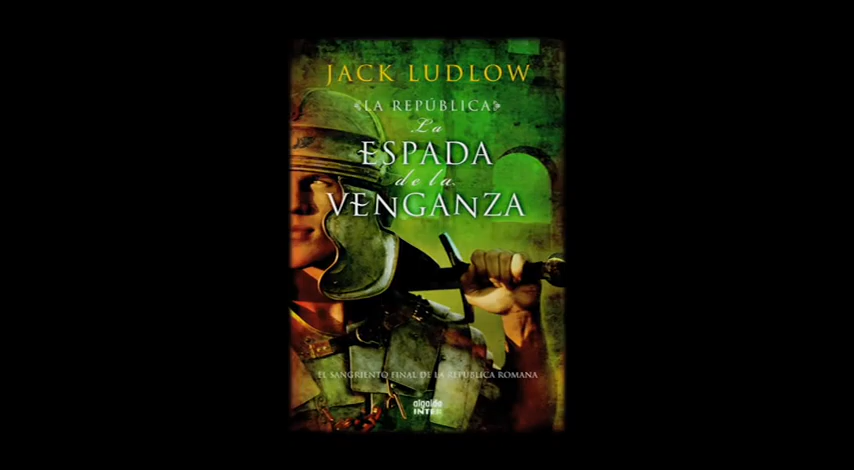 JACK LUDLOW
LA REPÚBLICA
La
ESPADA
de la
VENGANZA
EL SANGRIENTO FINAL DE LA REPÚBLICA ROMANA
algaida
INTER